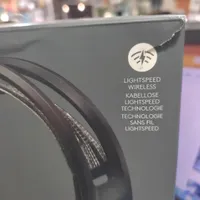 LIGHTSPEED
WIRELESS
KABELLOSE
LIGHTSPEED
TECHNOLOGIE
TECHNOLOGIE
SANS FIL
LIGHTSPEED